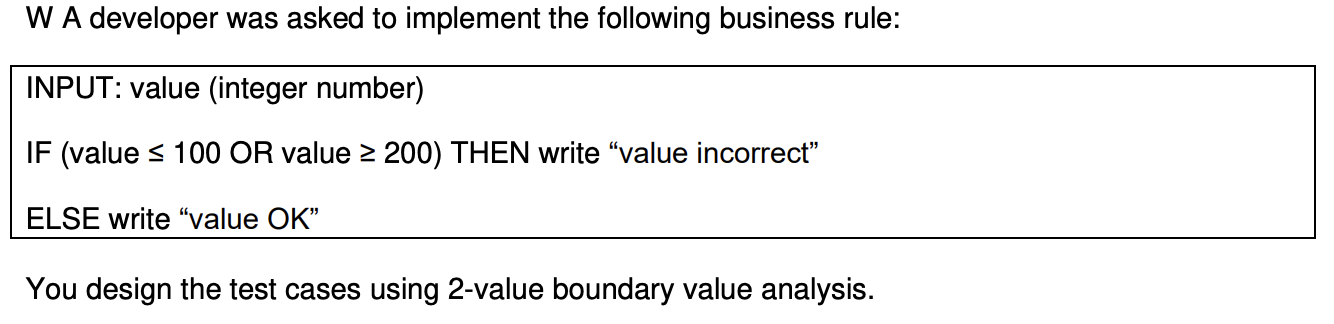 W A developer was asked to implement the following business rule:
INPUT: value (integer number)
IF (value ≤ 100 OR value ≥ 200) THEN write “value incorrect”
ELSE write “value OK”
You design the test cases using 2-value boundary value analysis.